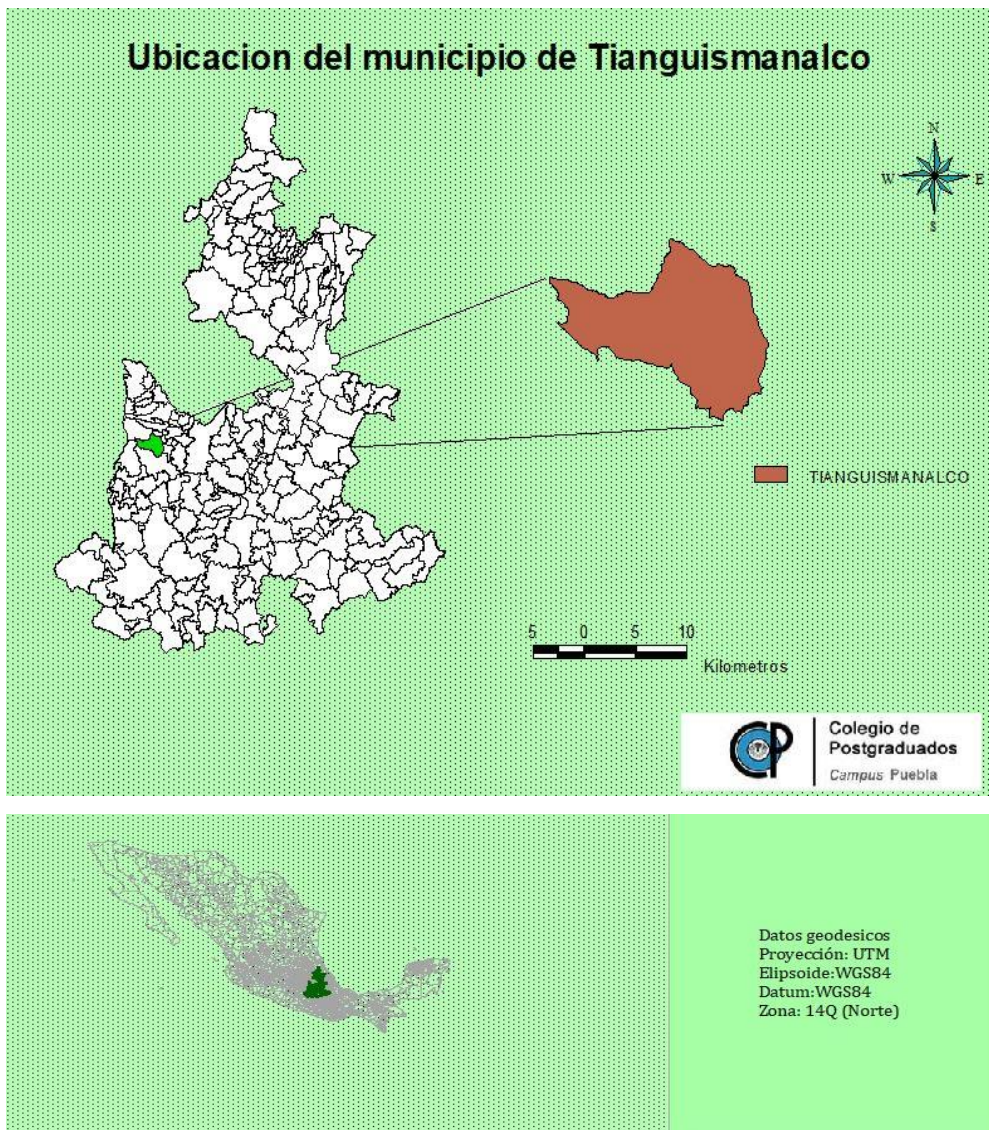 Ubicacion del municipio de Tianguismanalco
N
W E
S
TIANGUISMANALCO
5 0 5 10
Kilometros
CP
Colegio de
Postgraduados
Campus Puebla
Datos geodesicos
Proyección: UTM
Elipsoide:WGS84
Datum:WGS84
Zona: 14Q (Norte)